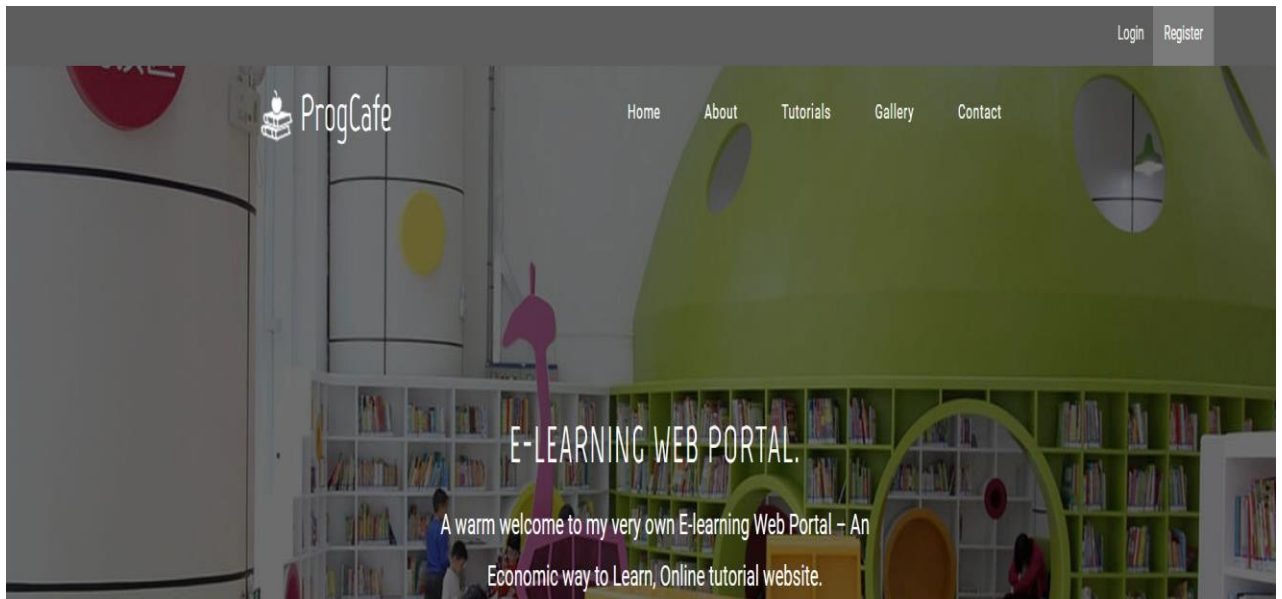 Login Register
ProgCafe Home About Tutorials Gallery Contact
E-LEARNING WEB PORTAL.
A warm welcome to my very own E-learning Web Portal – An
Economic way to Learn, Online tutorial website.